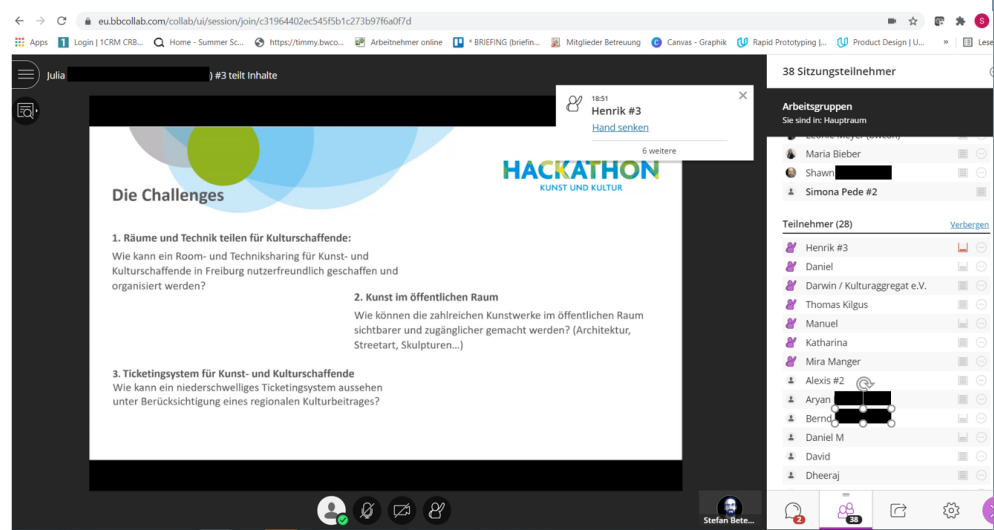 eu.bbcollab.com/collab/ui/session/join/c31964402ec545f5b1c273b97f6a0f7d
Apps
Login | 1CRM CRB...
Home - Summer Sc...
https://timmy.bwco...
Arbeitnehmer online
* BRIEFING (briefin...
Mitglieder Betreuung
Canvas - Graphik
Rapid Prototyping |...
Product Design | U...
»
Lese
Julia
) #3 teilt Inhalte
18:51
Henrik #3
Hand senken
6 weitere
HACKATHON
KUNST UND KULTUR
Die Challenges
1. Räume und Technik teilen für Kulturschaffende:
Wie kann ein Room- und Techniksharing für Kunst- und
Kulturschaffende in Freiburg nutzerfreundlich geschaffen und
organisiert werden?
2. Kunst im öffentlichen Raum
Wie können die zahlreichen Kunstwerke im öffentlichen Raum
sichtbarer und zugänglicher gemacht werden? (Architektur,
Streetart, Skulpturen...)
3. Ticketingsystem für Kunst- und Kulturschaffende
Wie kann ein niederschwelliges Ticketingsystem aussehen
unter Berücksichtigung eines regionalen Kulturbeitrages?
Stefan Bete...
38 Sitzungsteilnehmer
Arbeitsgruppen
Sie sind in: Hauptraum
Maria Bieber
Shawn
Simona Pede #2
Teilnehmer (28)
Verbergen
Henrik #3
Daniel
Darwin / Kulturaggregat e.V.
Thomas Kilgus
Manuel
Katharina
Mira Manger
Alexis #2
Aryan
Bernd
Daniel M
David
Dheeraj
2
38